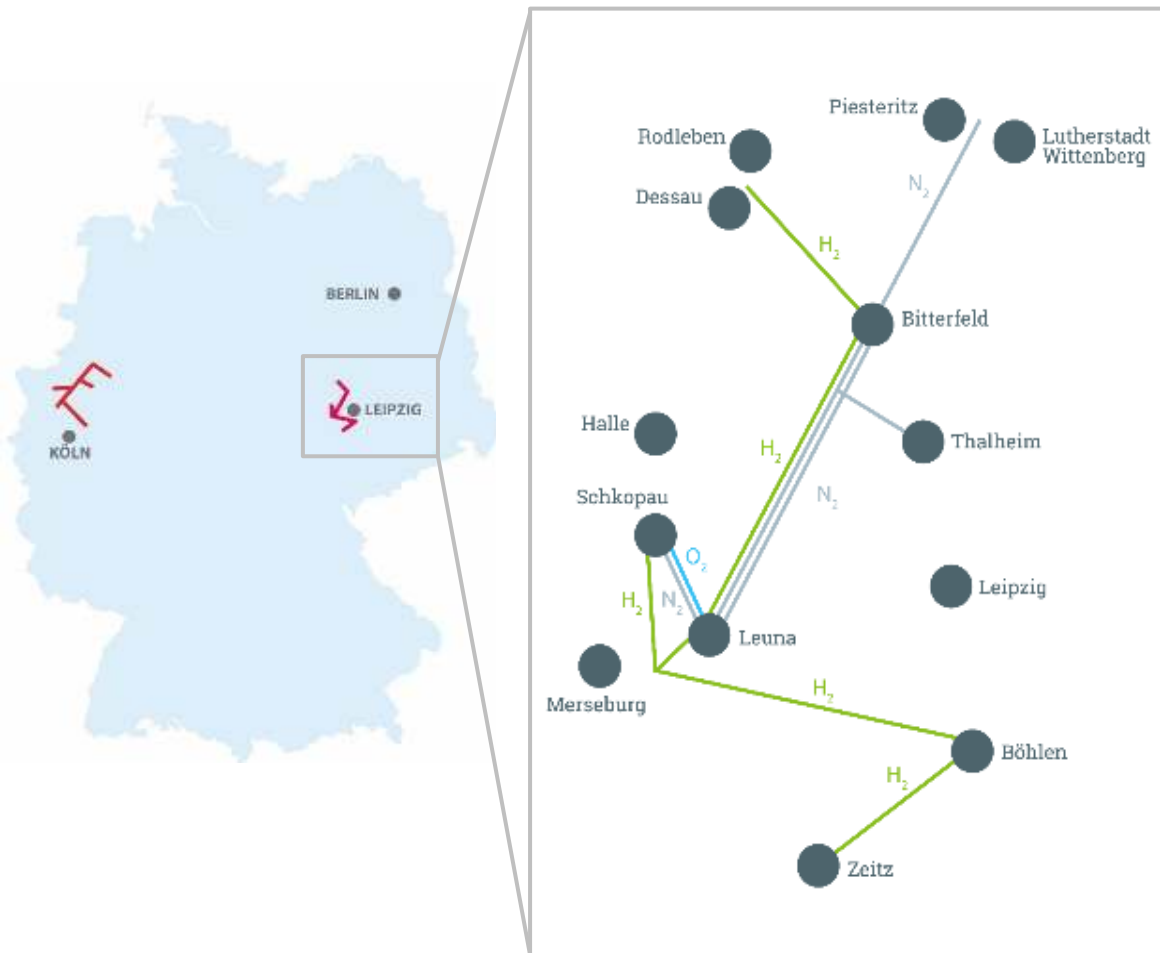 BERLIN
LEIPZIG
KÖLN
Piesteritz
Rodleben
Lutherstadt
Wittenberg
Dessau
N₂
H₂
Bitterfeld
Halle
H₂
Thalheim
Schkopau
N₂
O₂
H₂
N₂
Leipzig
Leuna
Merseburg
H₂
Böhlen
H₂
Zeitz